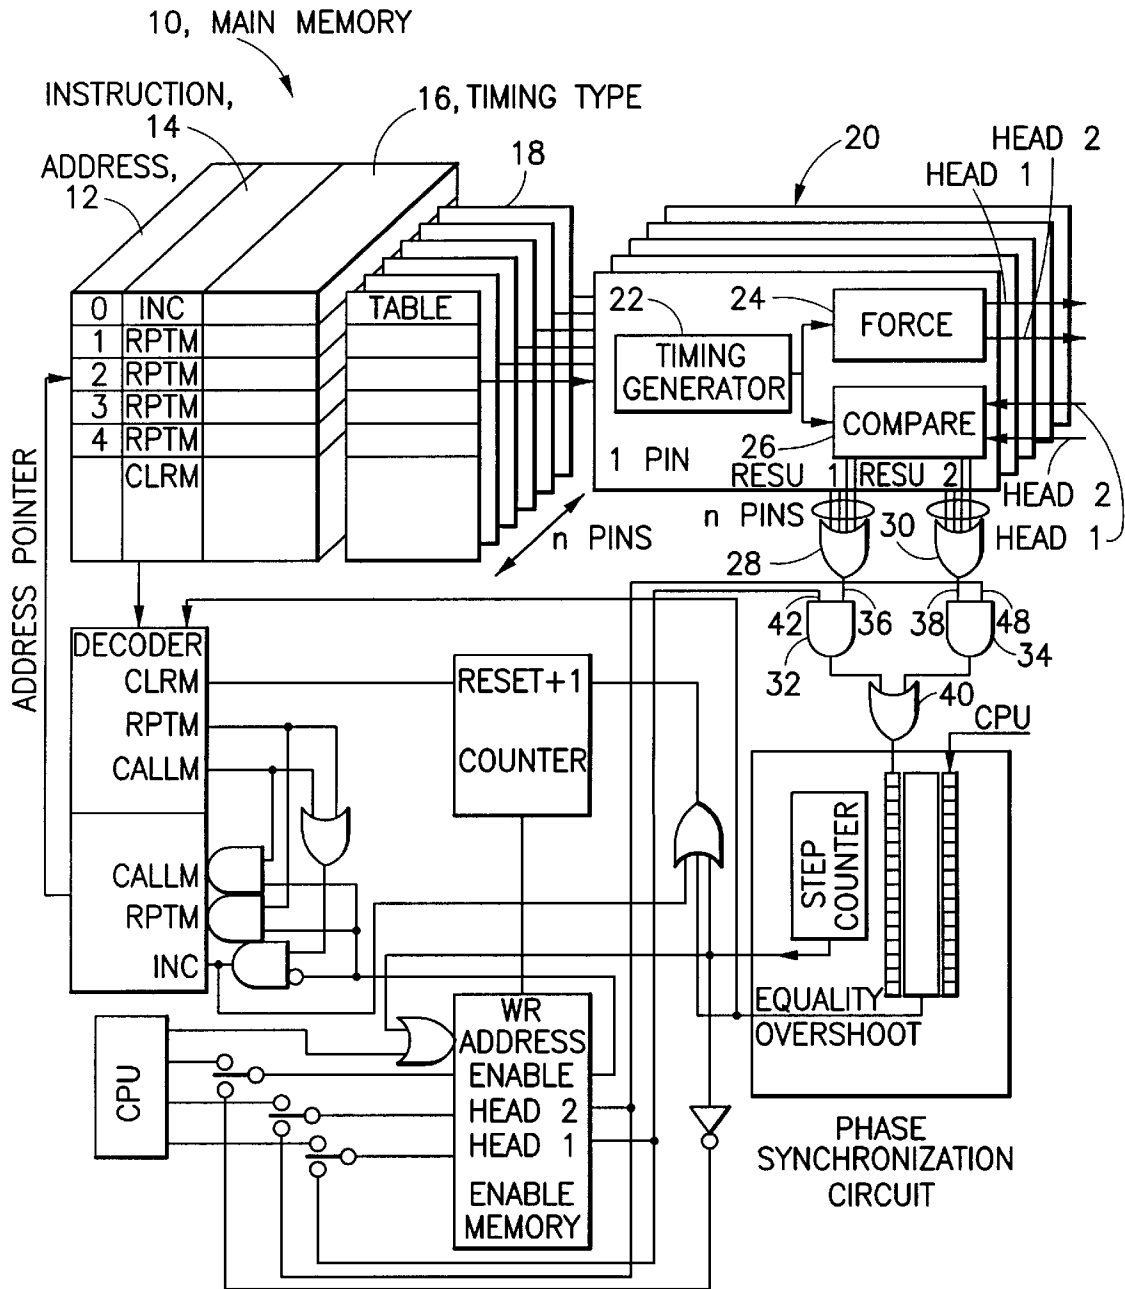 10, MAIN MEMORY
INSTRUCTION,
14
16, TIMING TYPE
ADDRESS,
12
18
20
HEAD 2
HEAD 1
0 INC
1 RPTM
2 RPTM
3 RPTM
4 RPTM
CLRM
TABLE
22
TIMING
GENERATOR
24
FORCE
COMPARE
26
1 PIN
RESU 1
RESU 2
HEAD 2
HEAD 1
n PINS
n PINS
28
30
42
36
38
48
32
34
40
ADDRESS POINTER
DECODER
CLRM
RPTM
CALLM
CALLM
RPTM
INC
RESET+1
COUNTER
CPU
STEP
COUNTER
EQUALITY
OVERSHOOT
PHASE
SYNCHRONIZATION
CIRCUIT
CPU
WR
ADDRESS
ENABLE
HEAD 2
HEAD 1
ENABLE
MEMORY